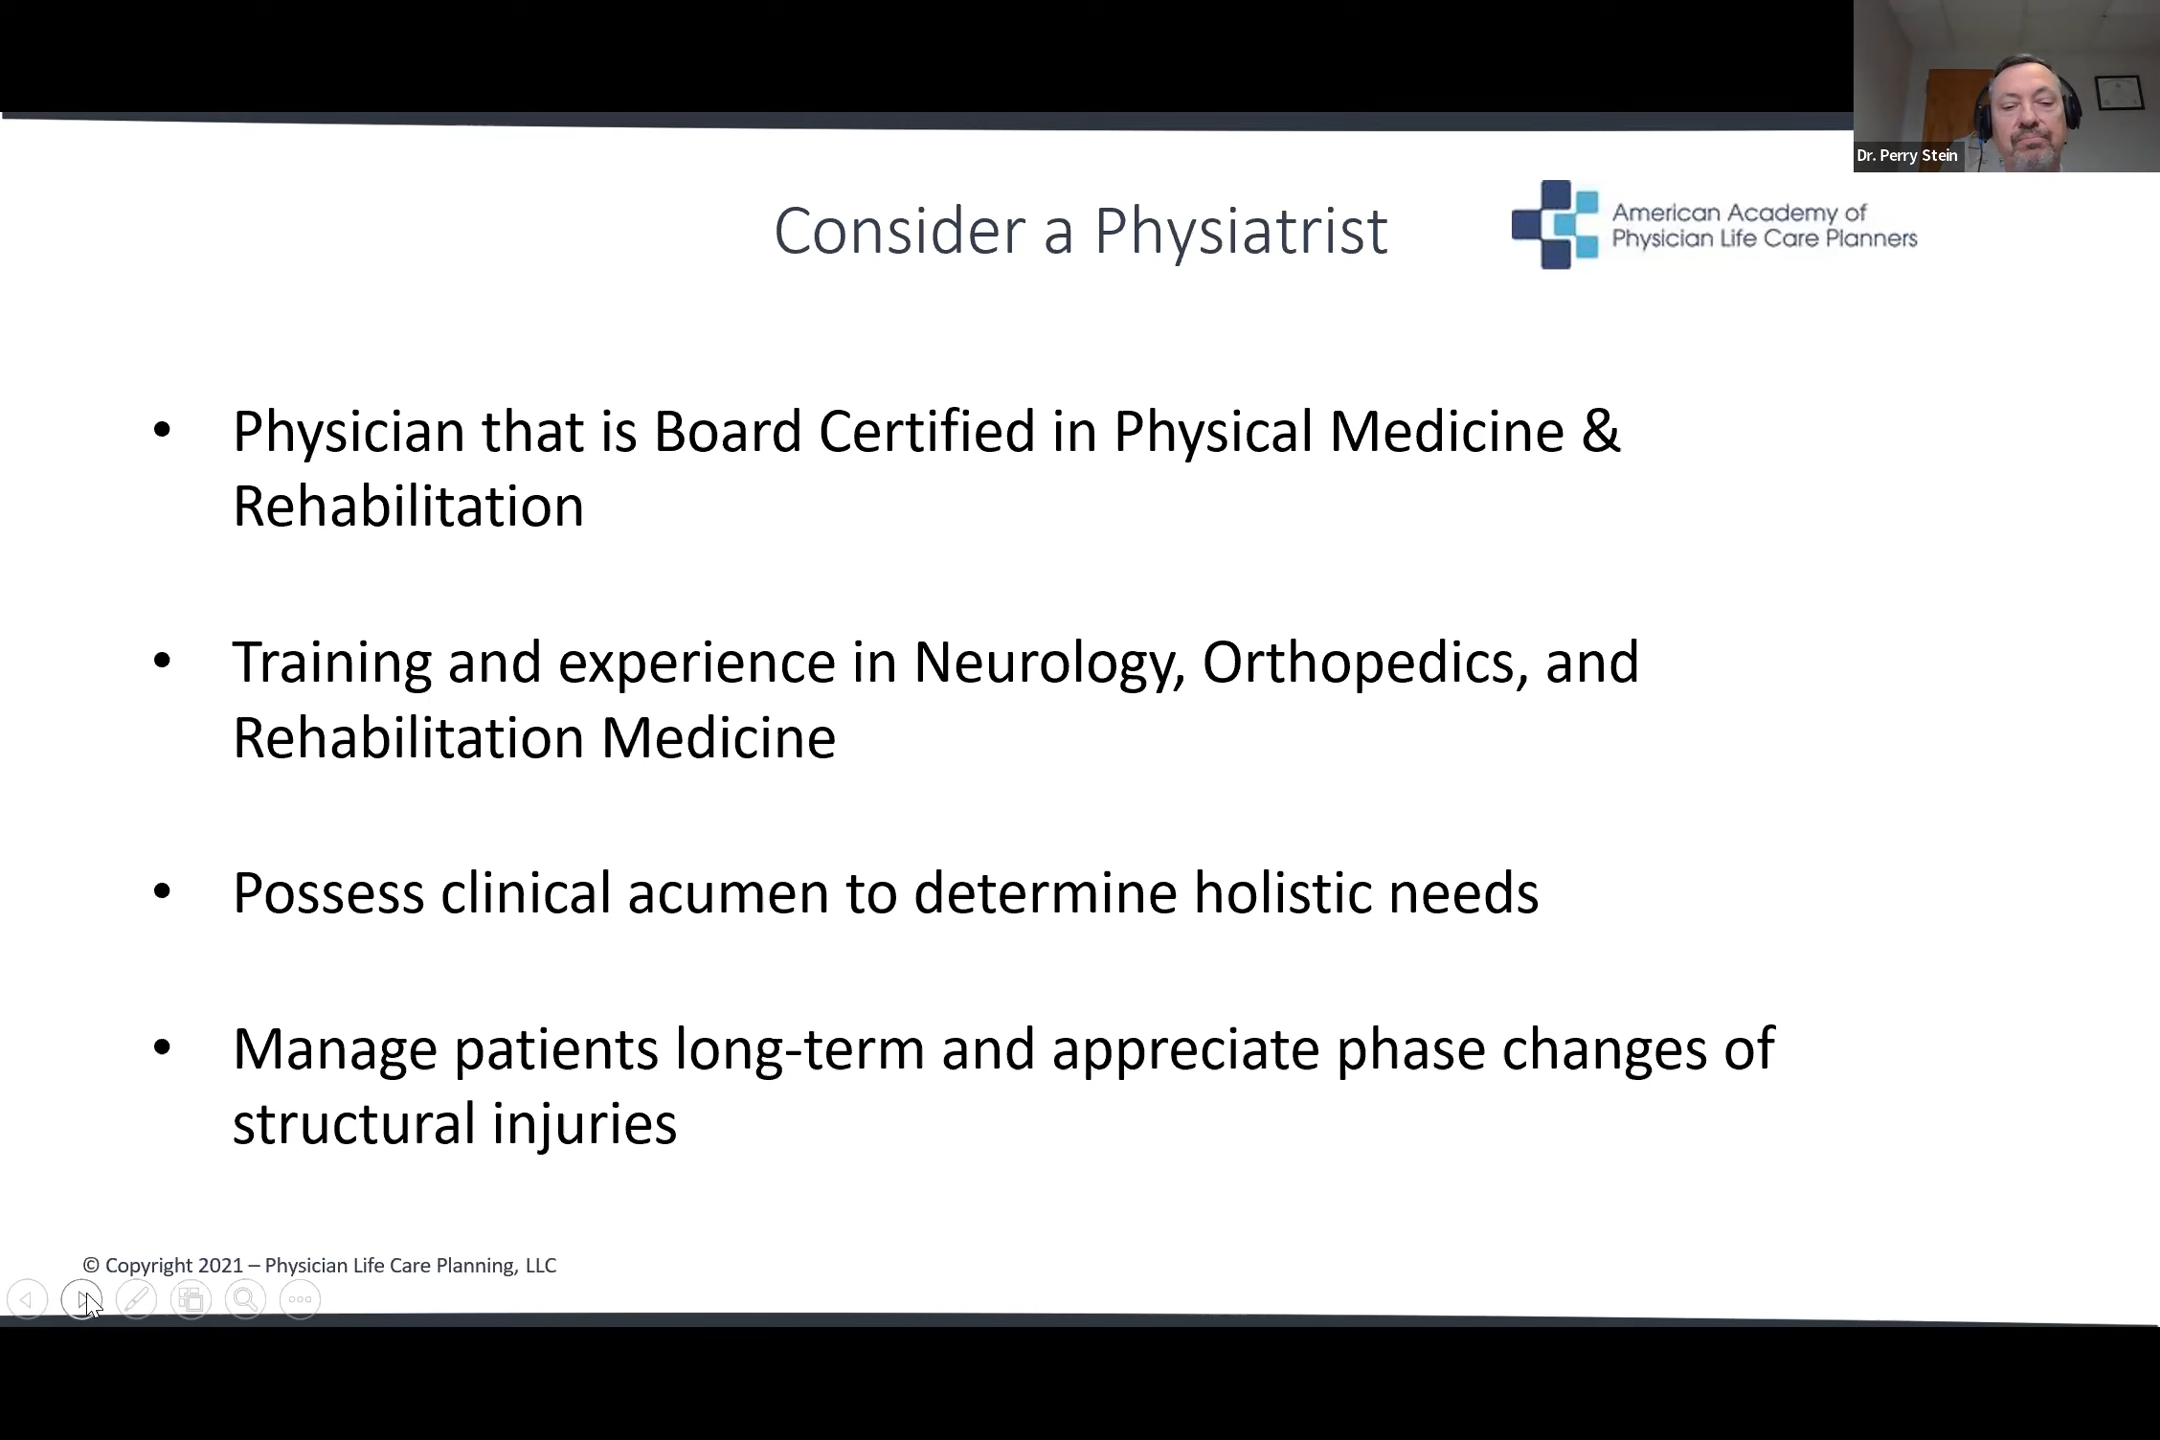 Dr. Perry Stein
Consider a Physiatrist
American Academy of
Physician Life Care Planners
• Physician that is Board Certified in Physical Medicine &
Rehabilitation
• Training and experience in Neurology, Orthopedics, and
Rehabilitation Medicine
• Possess clinical acumen to determine holistic needs
• Manage patients long-term and appreciate phase changes of
structural injuries
© Copyright 2021 – Physician Life Care Planning, LLC